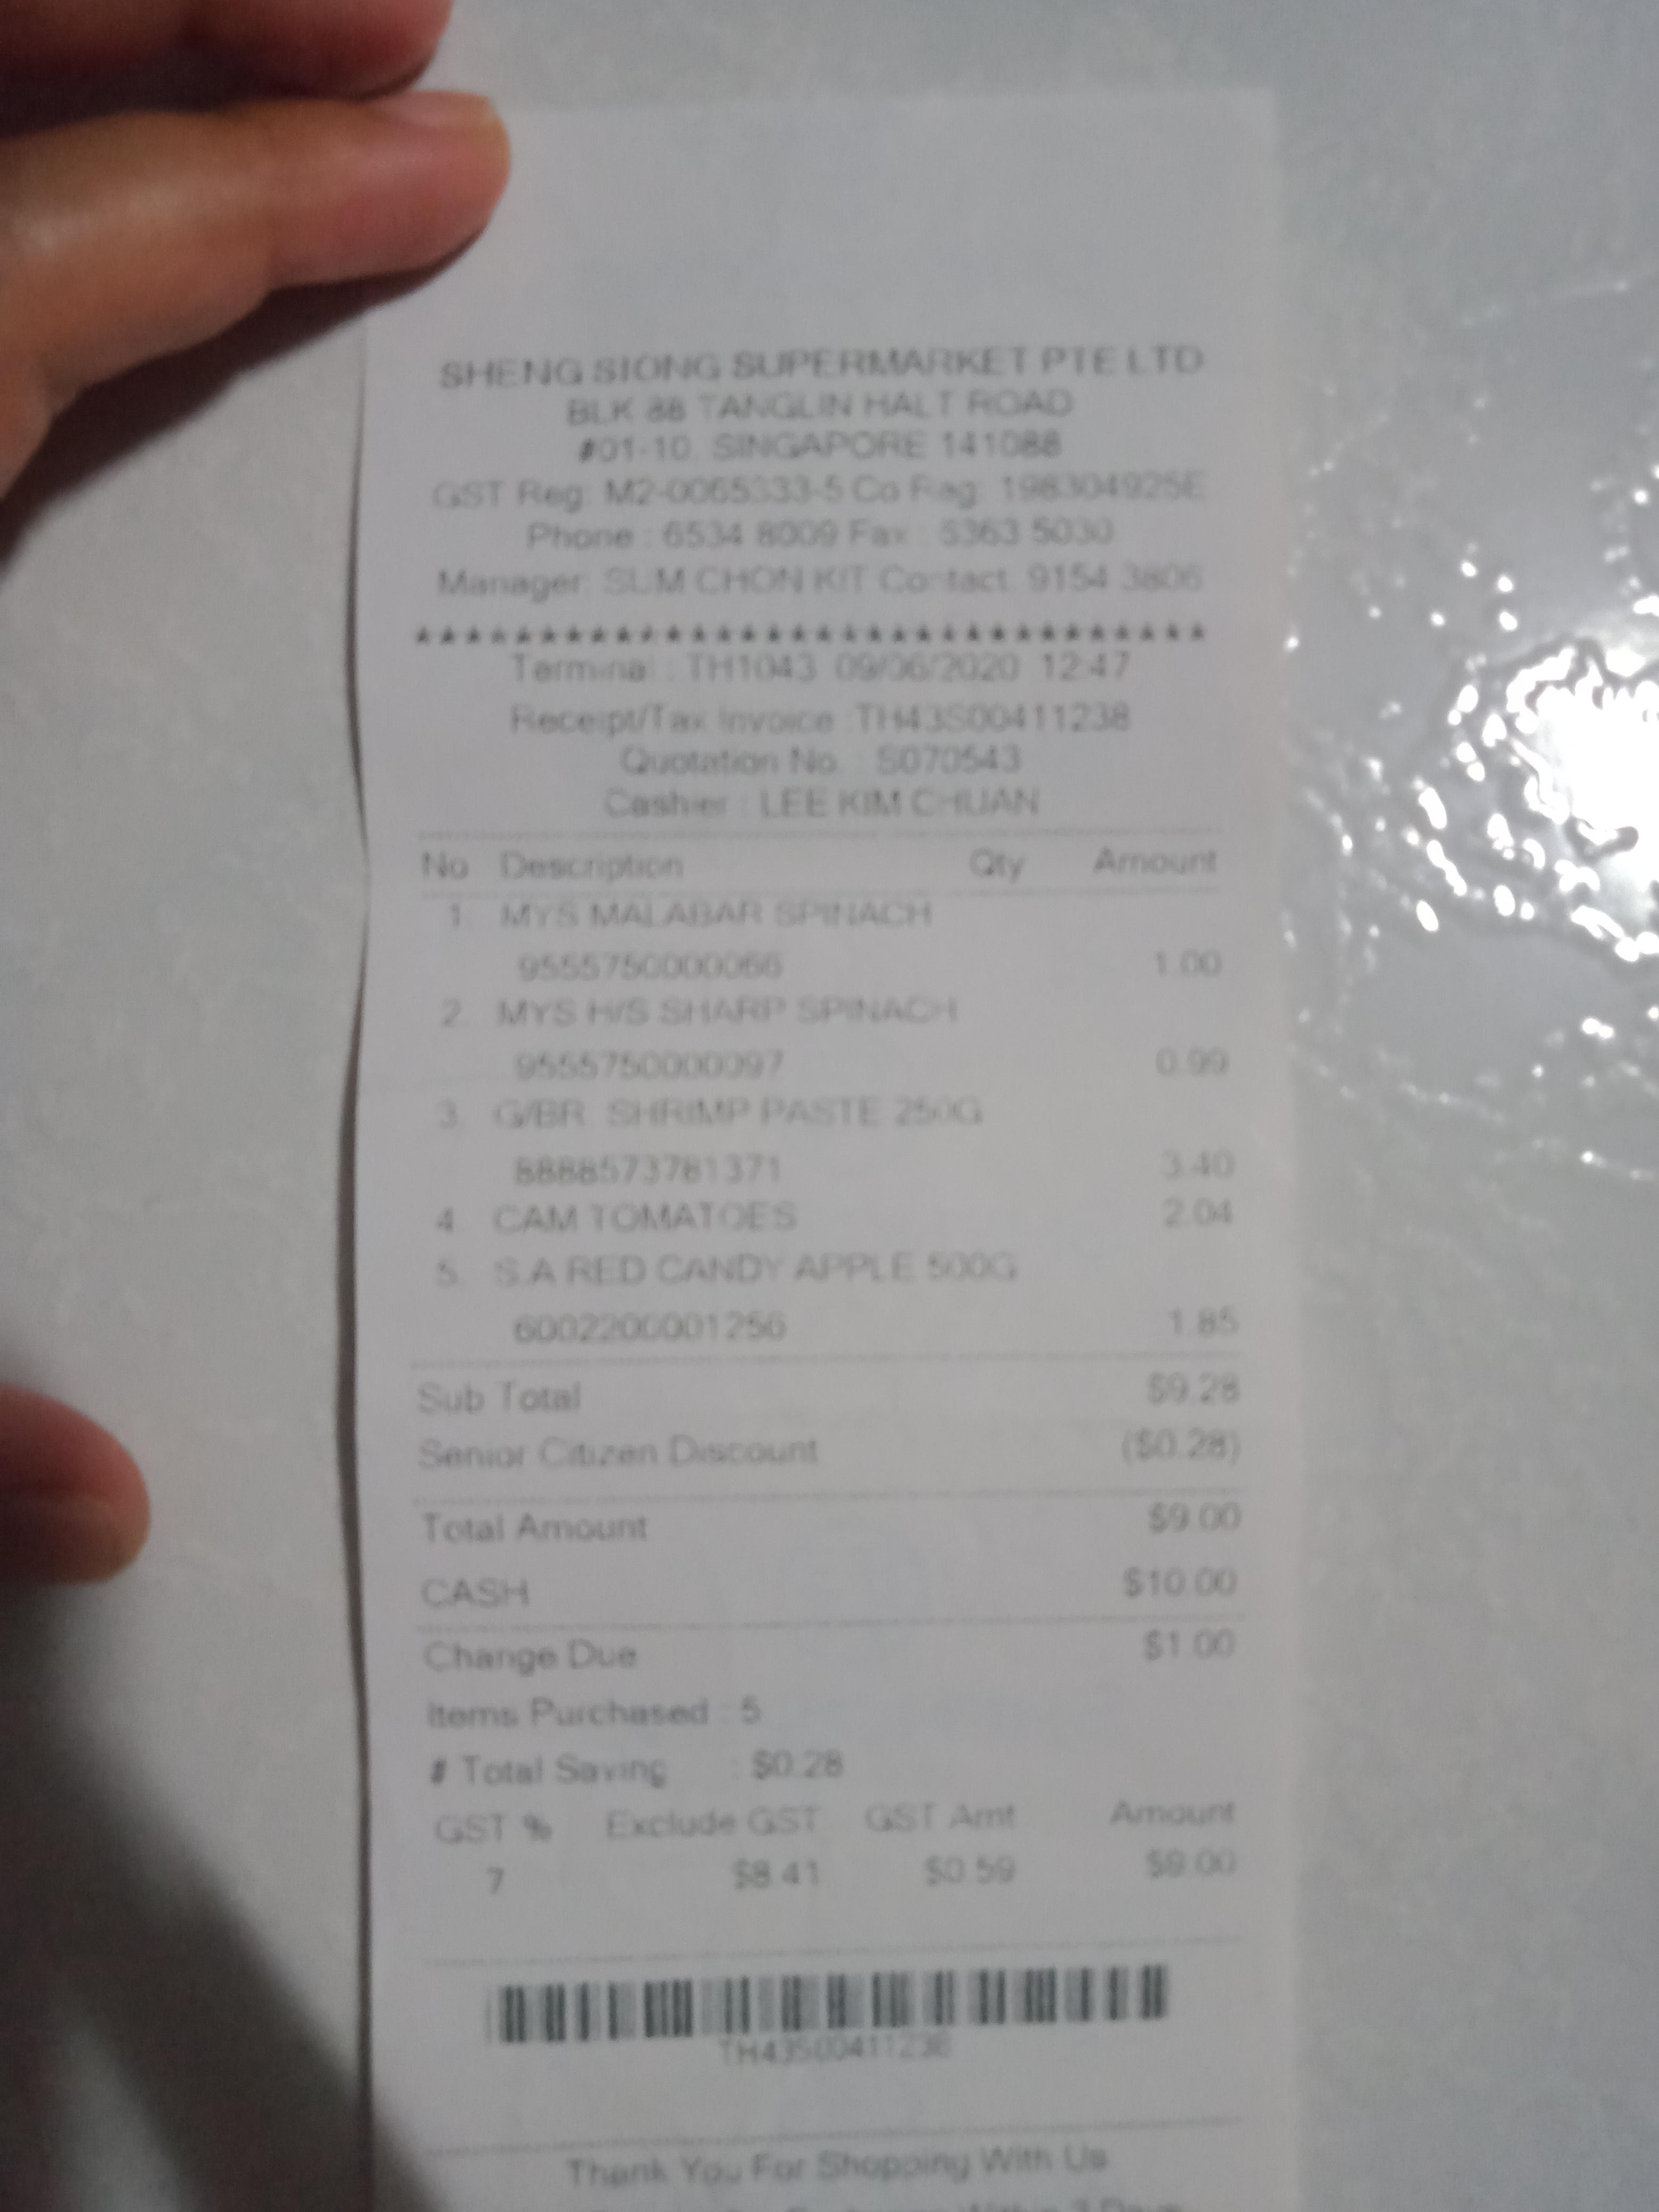 SHENG SIONG SUPERMARKET PTE LTD
BLK 88 TANGLIN HALT ROAD
#01-10, SINGAPORE 141088
GST Reg: M2-0065333-5 Co Reg: 198304925E
Phone : 6534 8009 Fax : 6363 5030
Manager: SUM CHON KIT Contact: 9154 3806
********************************
Terminal : TH1043 09/06/2020 12:47
Receipt/Tax Invoice :TH43S00411238
Quotation No. : S070543
Cashier : LEE KIM CHUAN
No Description Qty Amount
1. MYS MALABAR SPINACH
9555750000066 1.00
2. MYS H/S SHARP SPINACH
9555750000097 0.99
3. G/BR. SHRIMP PASTE 250G
8888573781371 3.40
4. CAM TOMATOES 2.04
5. S.A RED CANDY APPLE 500G
6002200001256 1.85
Sub Total $9.28
Senior Citizen Discount ($0.28)
Total Amount $9.00
CASH $10.00
Change Due $1.00
Items Purchased : 5
# Total Saving : $0.28
GST % Exclude GST GST Amt Amount
7 $8.41 $0.59 $9.00
TH43S00411238
Thank You For Shopping With Us
Within 3 Days